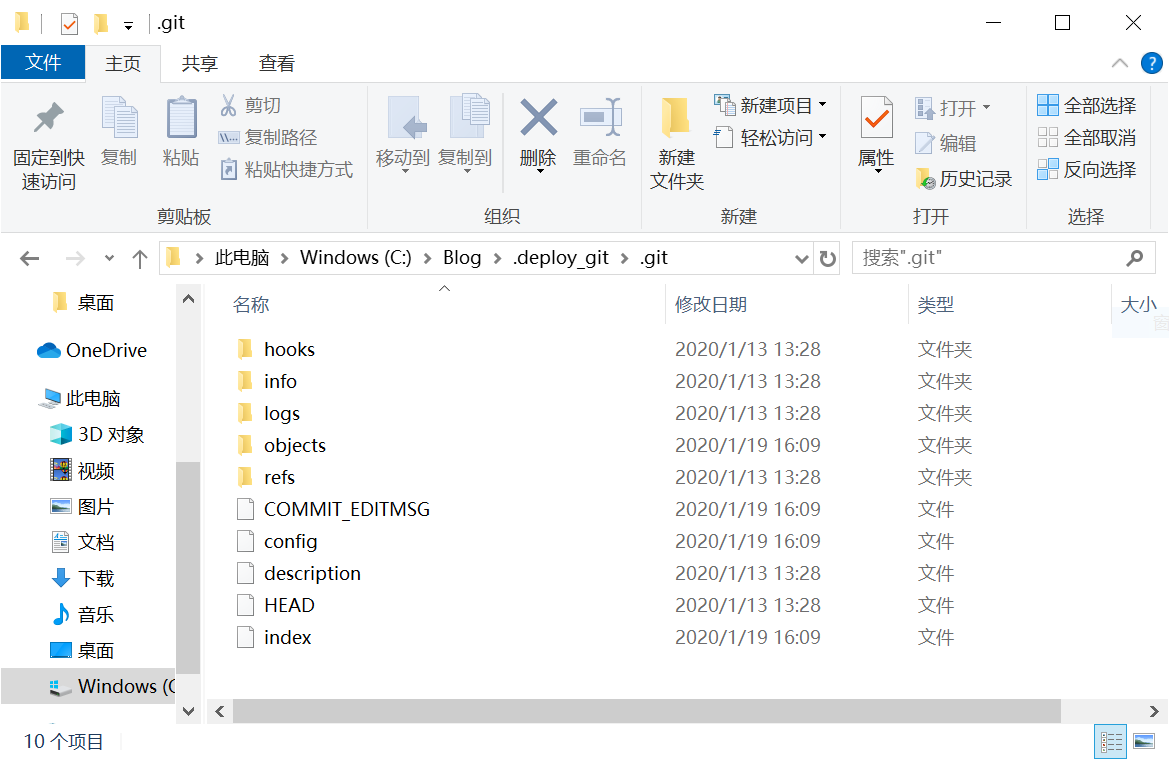 .git
文件 主页 共享 查看
固定到快速访问
复制
粘贴
剪切
复制路径
粘贴快捷方式
剪贴板
移动到 复制到 删除 重命名
组织
新建文件夹
新建项目
轻松访问
新建
属性
打开
编辑
历史记录
打开
全部选择
全部取消
反向选择
选择
此电脑 Windows (C:) Blog .deploy_git .git
搜索".git"
桌面
OneDrive
此电脑
3D 对象
视频
图片
文档
下载
音乐
桌面
Windows (C
名称 修改日期 类型 大小
hooks 2020/1/13 13:28 文件夹
info 2020/1/13 13:28 文件夹
logs 2020/1/13 13:28 文件夹
objects 2020/1/19 16:09 文件夹
refs 2020/1/13 13:28 文件夹
COMMIT_EDITMSG 2020/1/19 16:09 文件
config 2020/1/19 16:09 文件
description 2020/1/13 13:28 文件
HEAD 2020/1/13 13:28 文件
index 2020/1/19 16:09 文件
10 个项目